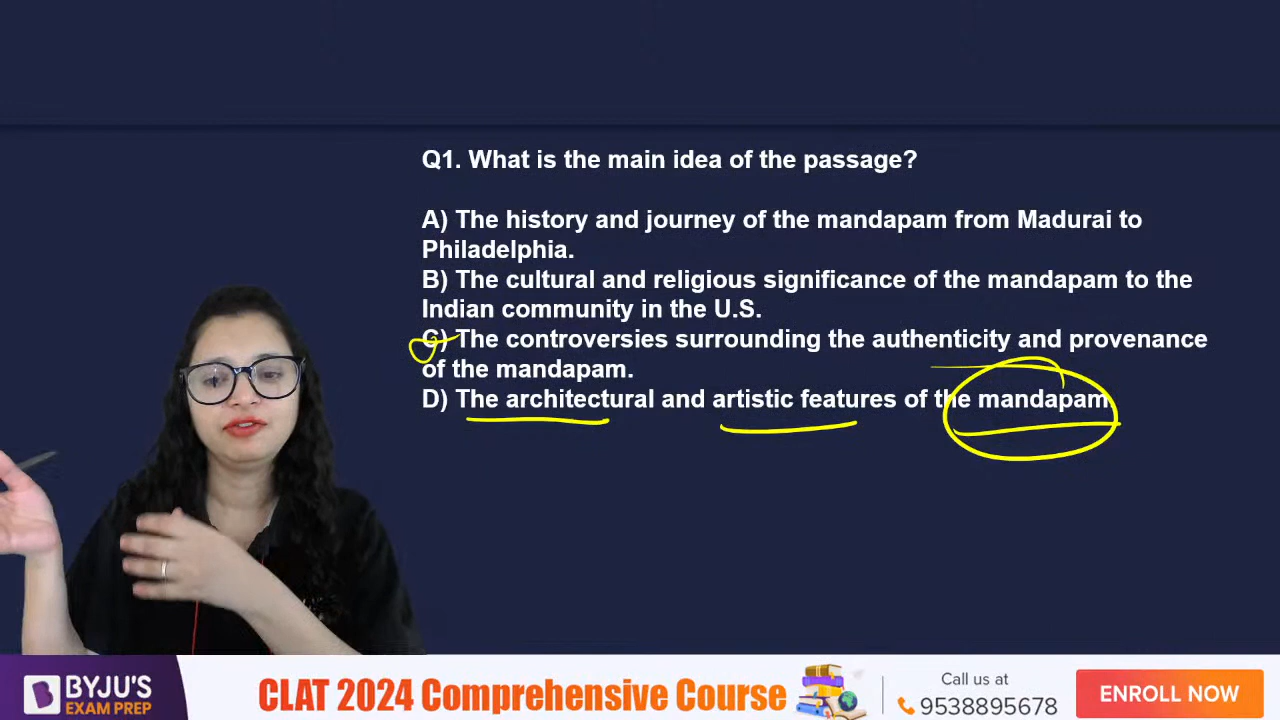 Q1. What is the main idea of the passage?
A) The history and journey of the mandapam from Madurai to
Philadelphia.
B) The cultural and religious significance of the mandapam to the
Indian community in the U.S.
C) The controversies surrounding the authenticity and provenance
of the mandapam.
D) The architectural and artistic features of the mandapam
BYJU'S
EXAM PREP
CLAT 2024 Comprehensive Course
Call us at
9538895678
ENROLL NOW